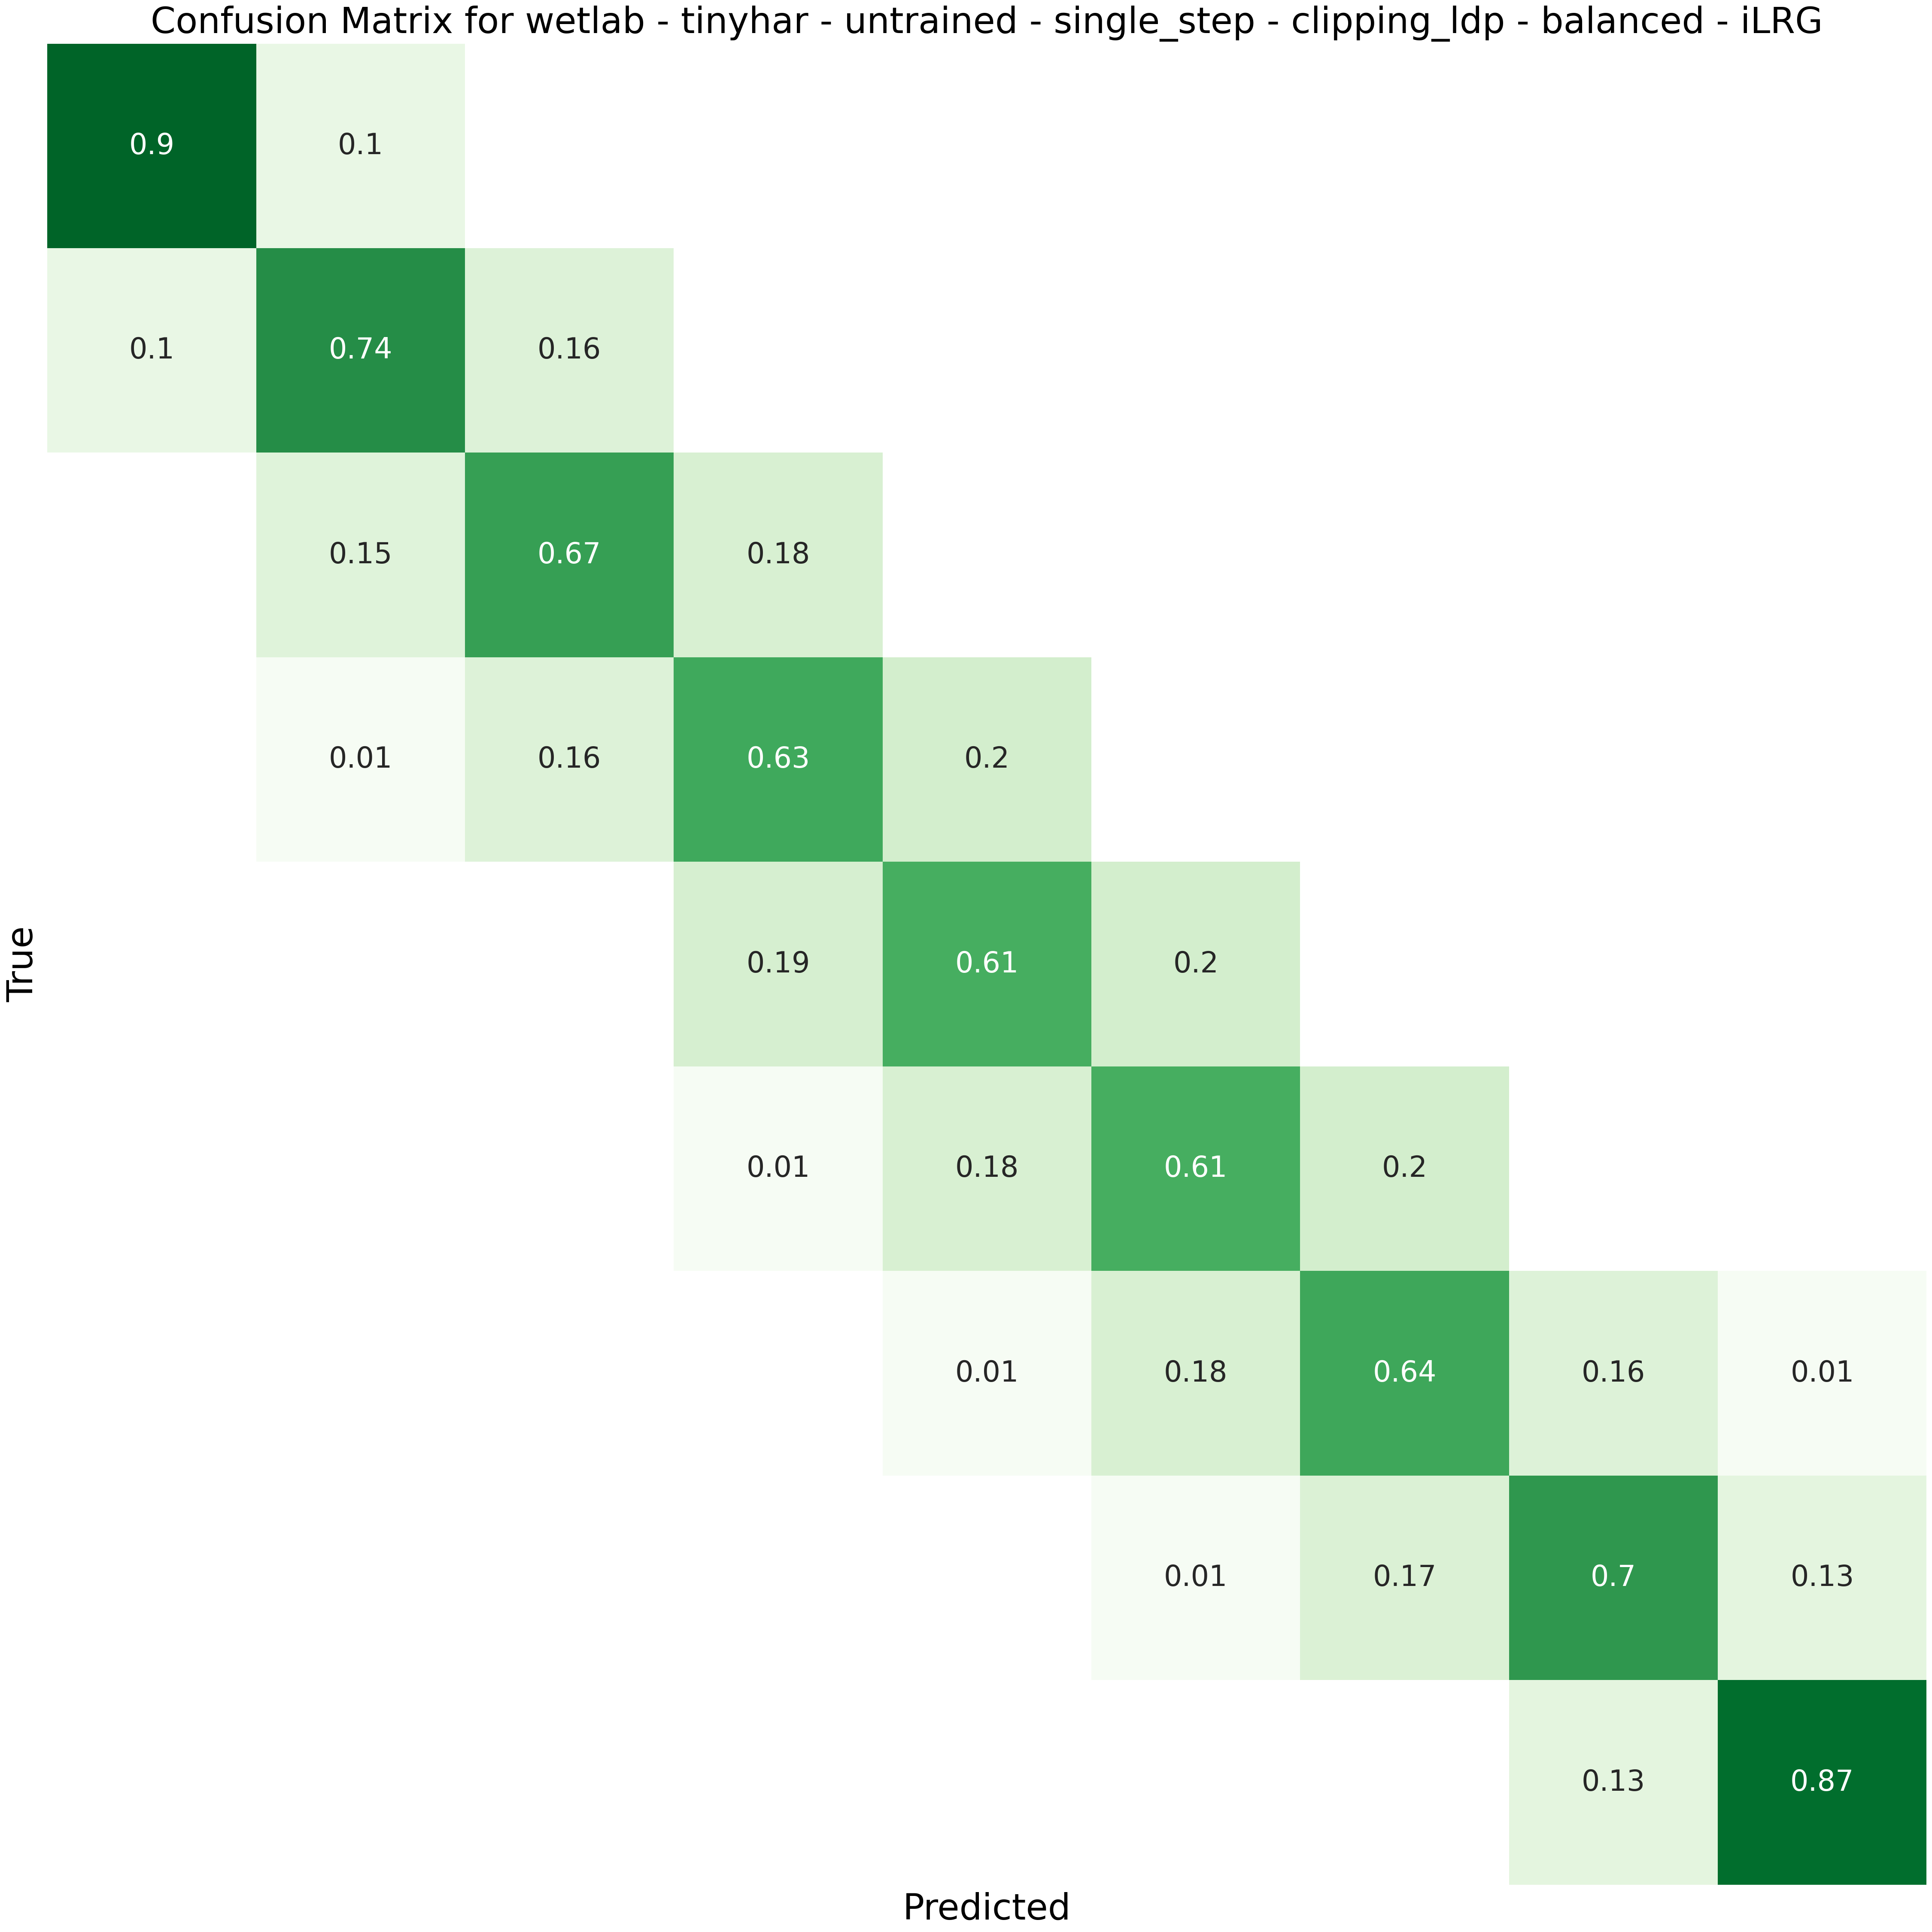 Confusion Matrix for wetlab - tinyhar - untrained - single_step - clipping_ldp - balanced - iLRG
0.9 0.1
0.1 0.74 0.16
0.15 0.67 0.18
0.01 0.16 0.63 0.2
True
0.19 0.61 0.2
0.01 0.18 0.61 0.2
0.01 0.18 0.64 0.16 0.01
0.01 0.17 0.7 0.13
0.13 0.87
Predicted